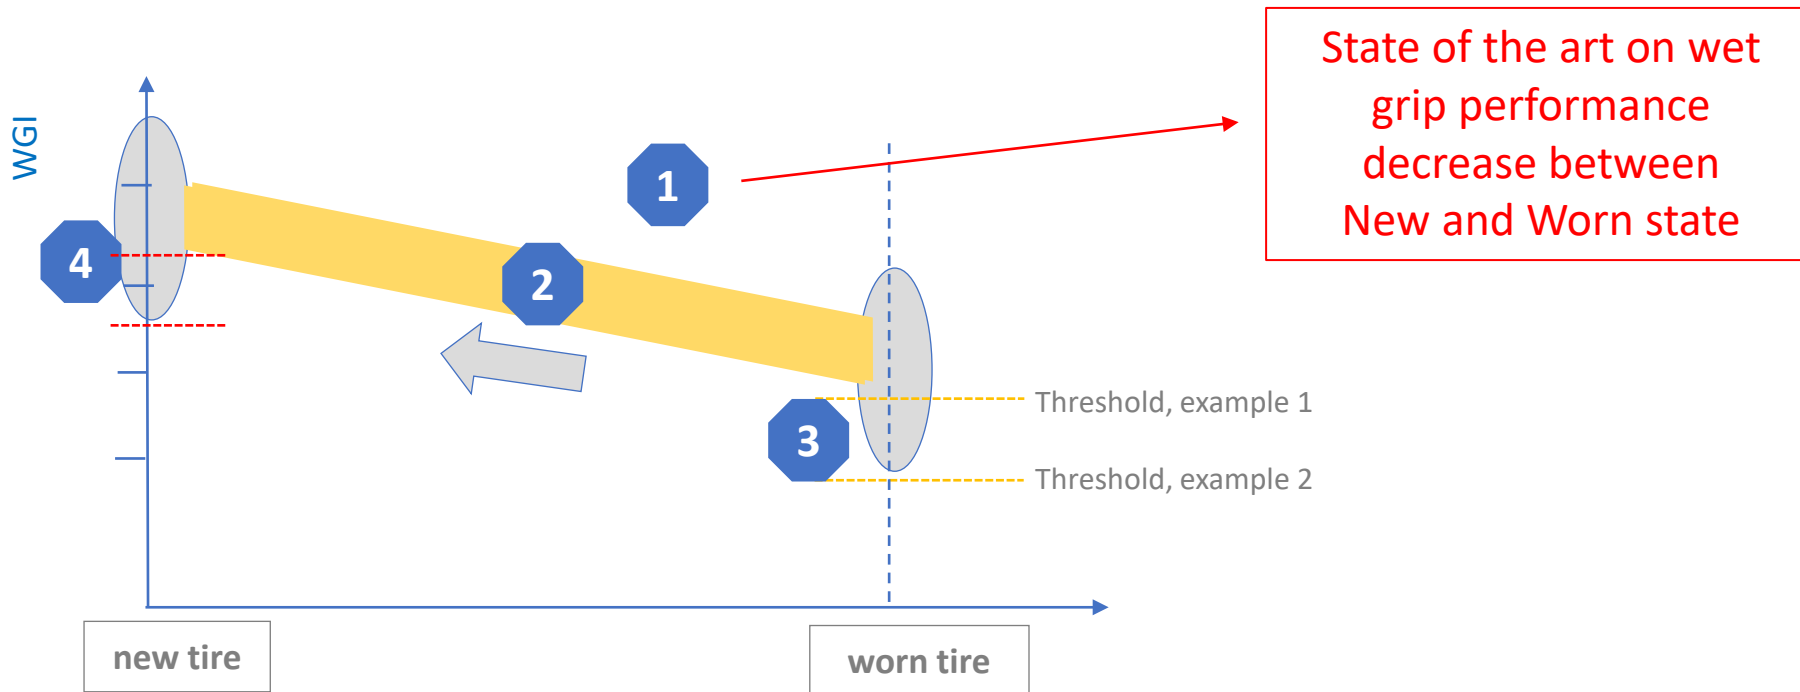 State of the art on wet
grip performance
decrease between
New and Worn state
WGI
1
4
2
3
Threshold, example 1
Threshold, example 2
new tire
worn tire